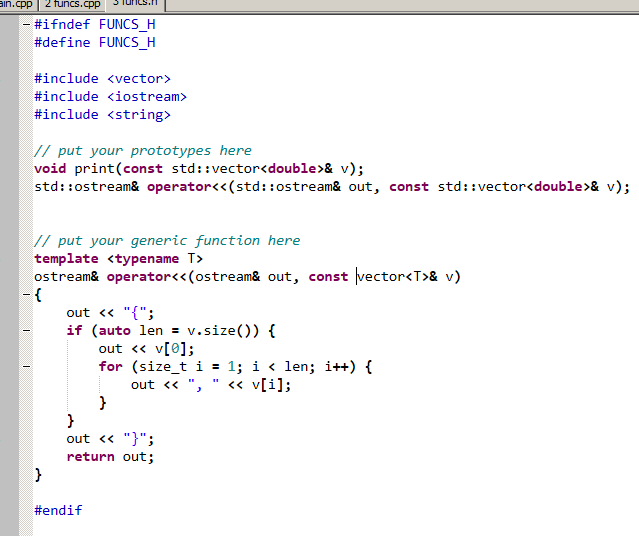 ain.cpp 2 funcs.cpp 3 funcs.h
#ifndef FUNCS_H
#define FUNCS_H
#include <vector>
#include <iostream>
#include <string>
// put your prototypes here
void print(const std::vector<double>& v);
std::ostream& operator<<(std::ostream& out, const std::vector<double>& v);
// put your generic function here
template <typename T>
ostream& operator<<(ostream& out, const vector<T>& v)
{
out << "{";
if (auto len = v.size()) {
out << v[0];
for (size_t i = 1; i < len; i++) {
out << ", " << v[i];
}
}
out << "}";
return out;
}
#endif